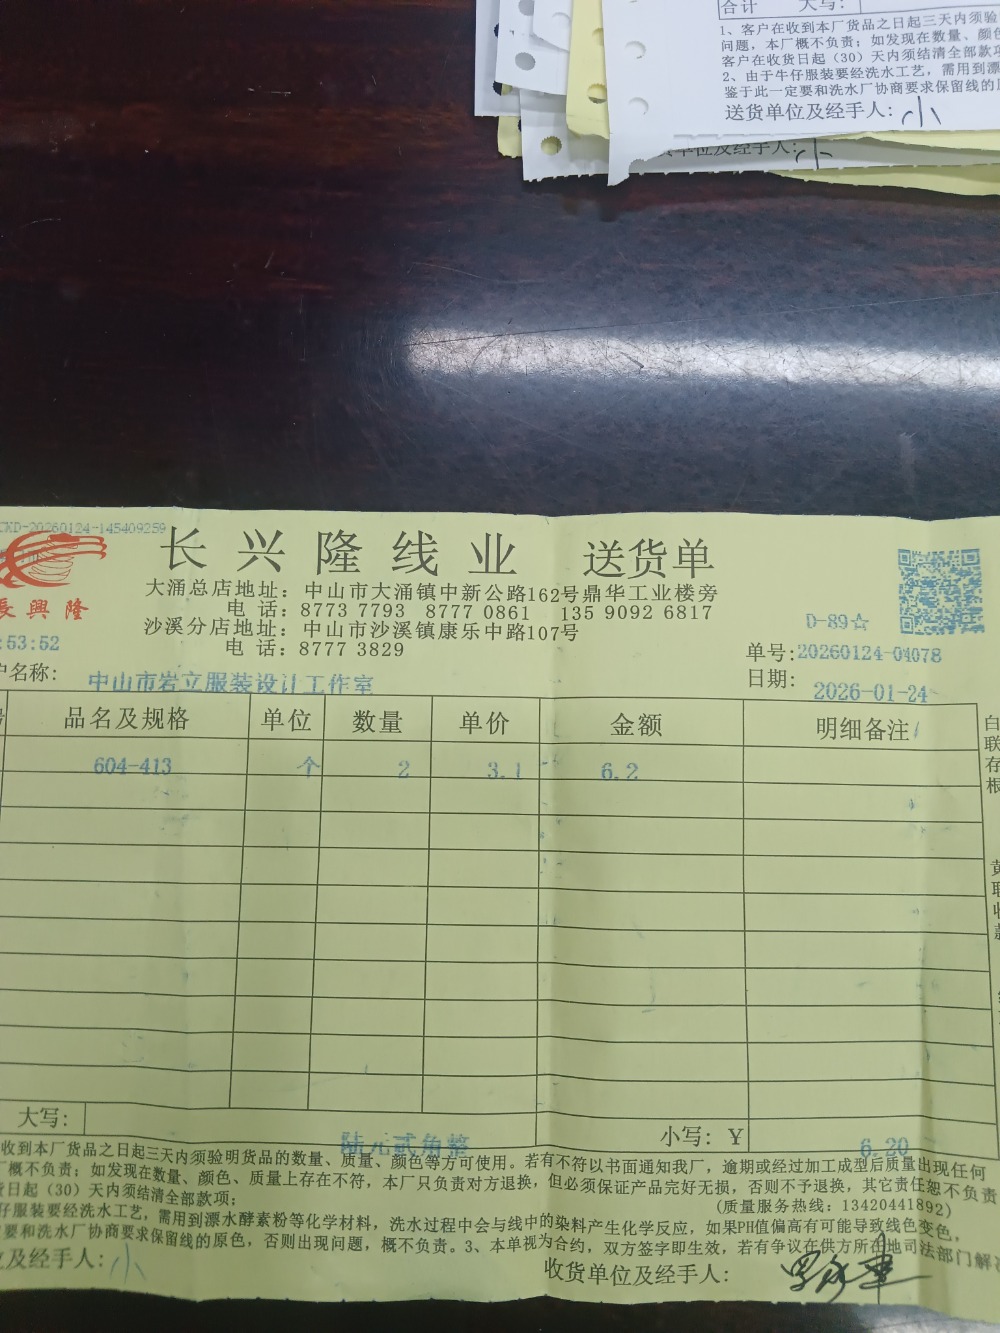 合计 大写:
1、客户在收到本厂货品之日起三天内须验
问题，本厂概不负责；如发现在数量、颜色
客户在收货日起（30）天内须结清全部款项
2、由于牛仔服装要经洗水工艺，需用到漂
鉴于此一定要和洗水厂协商要求保留线的
送货单位及经手人: 小
单位及经手人: 小
KD-20260124-145409259
长兴隆线业 送货单
長興隆
大涌总店地址：中山市大涌镇中新公路162号鼎华工业楼旁
电 话：8773 7793 8777 0861 135 9092 6817
沙溪分店地址：中山市沙溪镇康乐中路107号
电 话：8777 3829
:53:52
D-89☆
单号:20260124-04078
户名称: 中山市岩立服装设计工作室
日期: 2026-01-24
品名及规格 单位 数量 单价 金额 明细备注
604-413 个 2 3.1 6.2
白联存根
大写: 陆元贰角整 小写: ￥ 6.20
收到本厂货品之日起三天内须验明货品的数量、质量、颜色等方可使用。若有不符以书面通知我厂，逾期或经过加工成型后质量出现任何
厂概不负责；如发现在数量、颜色、质量上存在不符，本厂只负责对方退换，但必须保证产品完好无损，否则不予退换，其它责任恕不负责
货日起（30）天内须结清全部款项； (质量服务热线：13420441892)
仔服装要经洗水工艺，需用到漂水酵素粉等化学材料，洗水过程中会与线中的染料产生化学反应，如果PH值偏高有可能导致线色变色，
要和洗水厂协商要求保留线的原色，否则出现问题，概不负责。3、本单视为合约，双方签字即生效，若有争议在供方所在地司法部门解
位及经手人: 小
收货单位及经手人: